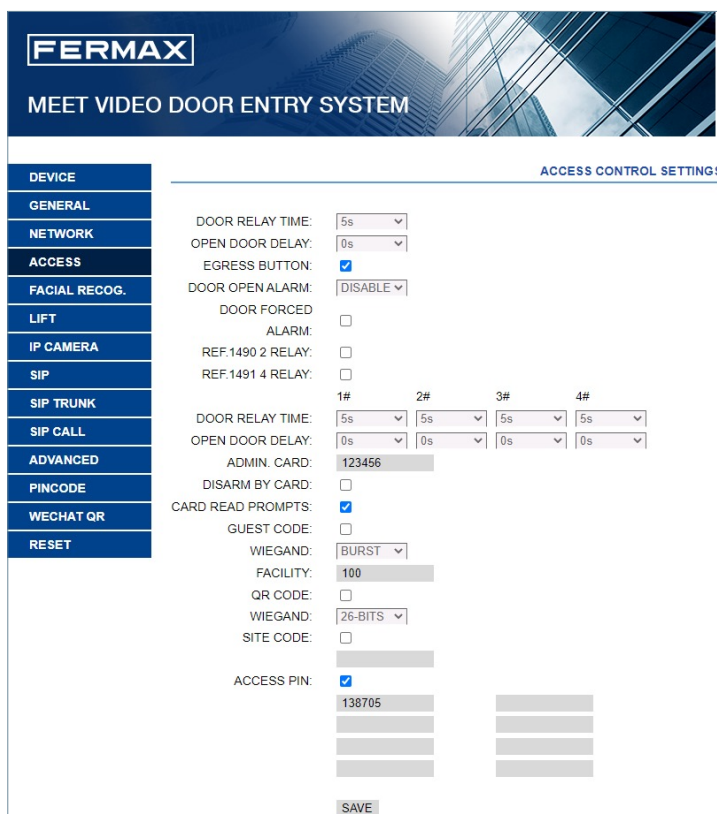 FERMAX
MEET VIDEO DOOR ENTRY SYSTEM
ACCESS CONTROL SETTINGS
DEVICE
GENERAL
NETWORK
ACCESS
FACIAL RECOG.
LIFT
IP CAMERA
SIP
SIP TRUNK
SIP CALL
ADVANCED
PINCODE
WECHAT QR
RESET
DOOR RELAY TIME: 5s
OPEN DOOR DELAY: 0s
EGRESS BUTTON:
DOOR OPEN ALARM: DISABLE
DOOR FORCED
ALARM:
REF.1490 2 RELAY:
REF.1491 4 RELAY:
1# 2# 3# 4#
DOOR RELAY TIME: 5s 5s 5s 5s
OPEN DOOR DELAY: 0s 0s 0s 0s
ADMIN. CARD: 123456
DISARM BY CARD:
CARD READ PROMPTS:
GUEST CODE:
WIEGAND: BURST
FACILITY: 100
QR CODE:
WIEGAND: 26-BITS
SITE CODE:
ACCESS PIN:
138705
SAVE